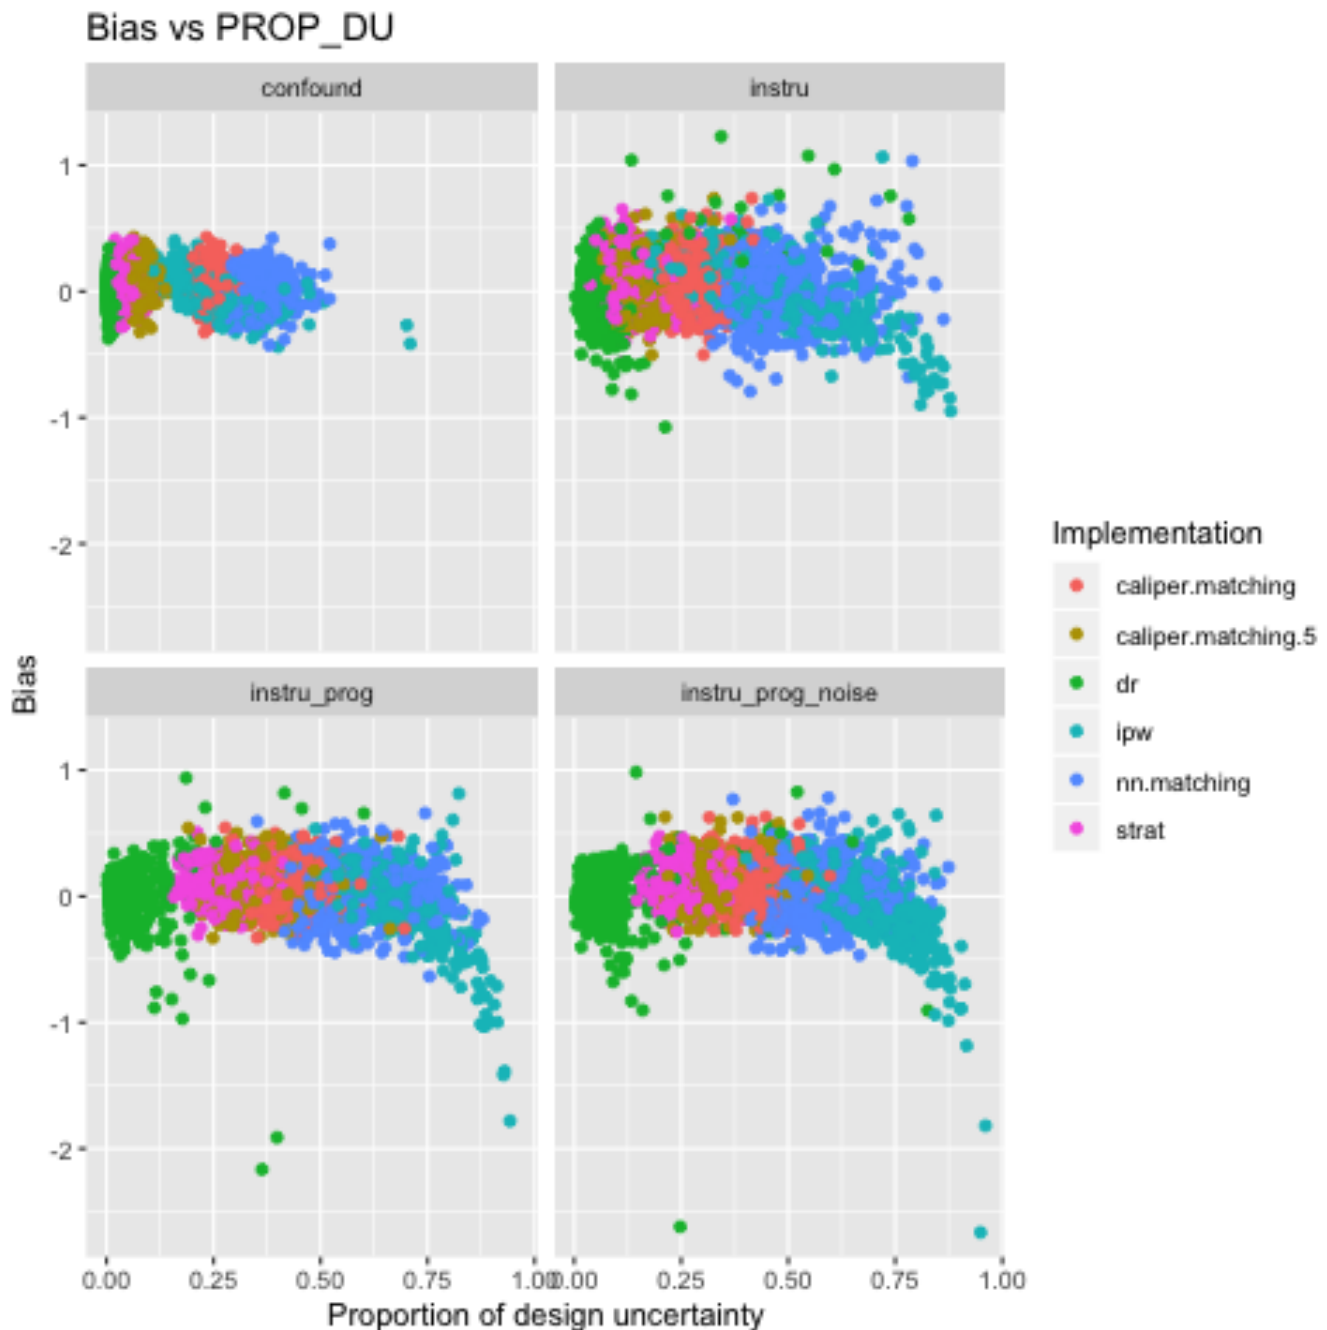 Bias vs PROP_DU
confound
instru
1
0
-1
-2
instru_prog
instru_prog_noise
1
0
-1
-2
Bias
0.00 0.25 0.50 0.75 1.00
0.00 0.25 0.50 0.75 1.00
Proportion of design uncertainty
Implementation
caliper.matching
caliper.matching.5
dr
ipw
nn.matching
strat